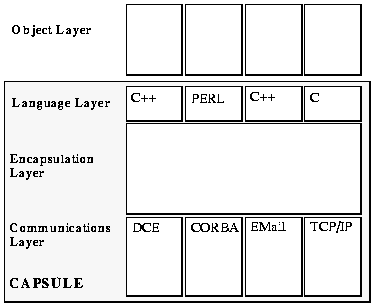 Object Layer
Language Layer C++ PERL C++ C
Encapsulation
Layer
Communications DCE CORBA EMail TCP/IP
Layer
CAPSULE